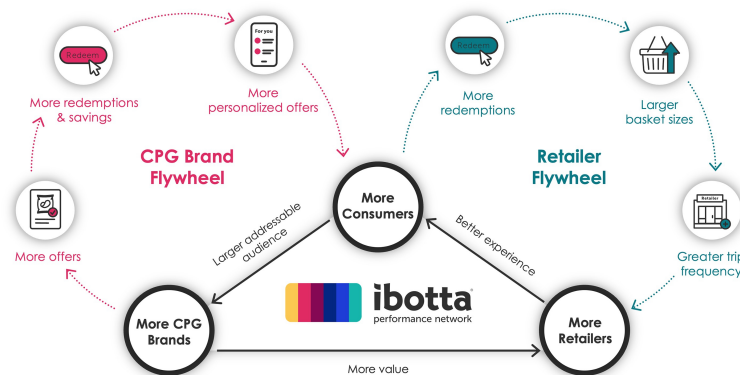 For you
Redeem
Redeem
More redemptions
& savings
More
personalized offers
More
redemptions
Larger
basket sizes
CPG Brand
Flywheel
Retailer
Flywheel
More
Consumers
Retailer
More offers
Larger addressable
audience
Better experience
Greater trip
frequency
ibotta
performance network
More CPG
Brands
More
Retailers
More value